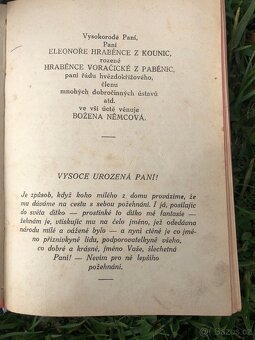 Vysokorodé Paní,
Paní
ELEONOŘE HRABĚNCE Z KOUNIC,
rozené
HRABĚNCE VORAČICKÉ Z PABĚNIC,
paní řádu hvězdokřížového,
členu
mnohých dobročinných ústavů
atd.
ve vší úctě věnuje
BOŽENA NĚMCOVÁ.
VYSOCE UROZENÁ PANÍ!
Je způsob, když koho milého z domu provázíme, že
mu dáváme na cestu s sebou požehnání. I já, posílajíc
do světa dítko — prostinké to dítko mé fantasie —
žehnám je, vtiskujíc mu na čelo jméno, jež odedávna
národu milé a vážené bylo — a nyní ctěné je co jmé-
no příznivkyně lidu, podporovatelkyně všeho,
co dobré a krásné, jméno Vaše, šlechetná
Paní! — Nevím pro ně lepšího
požehnání.